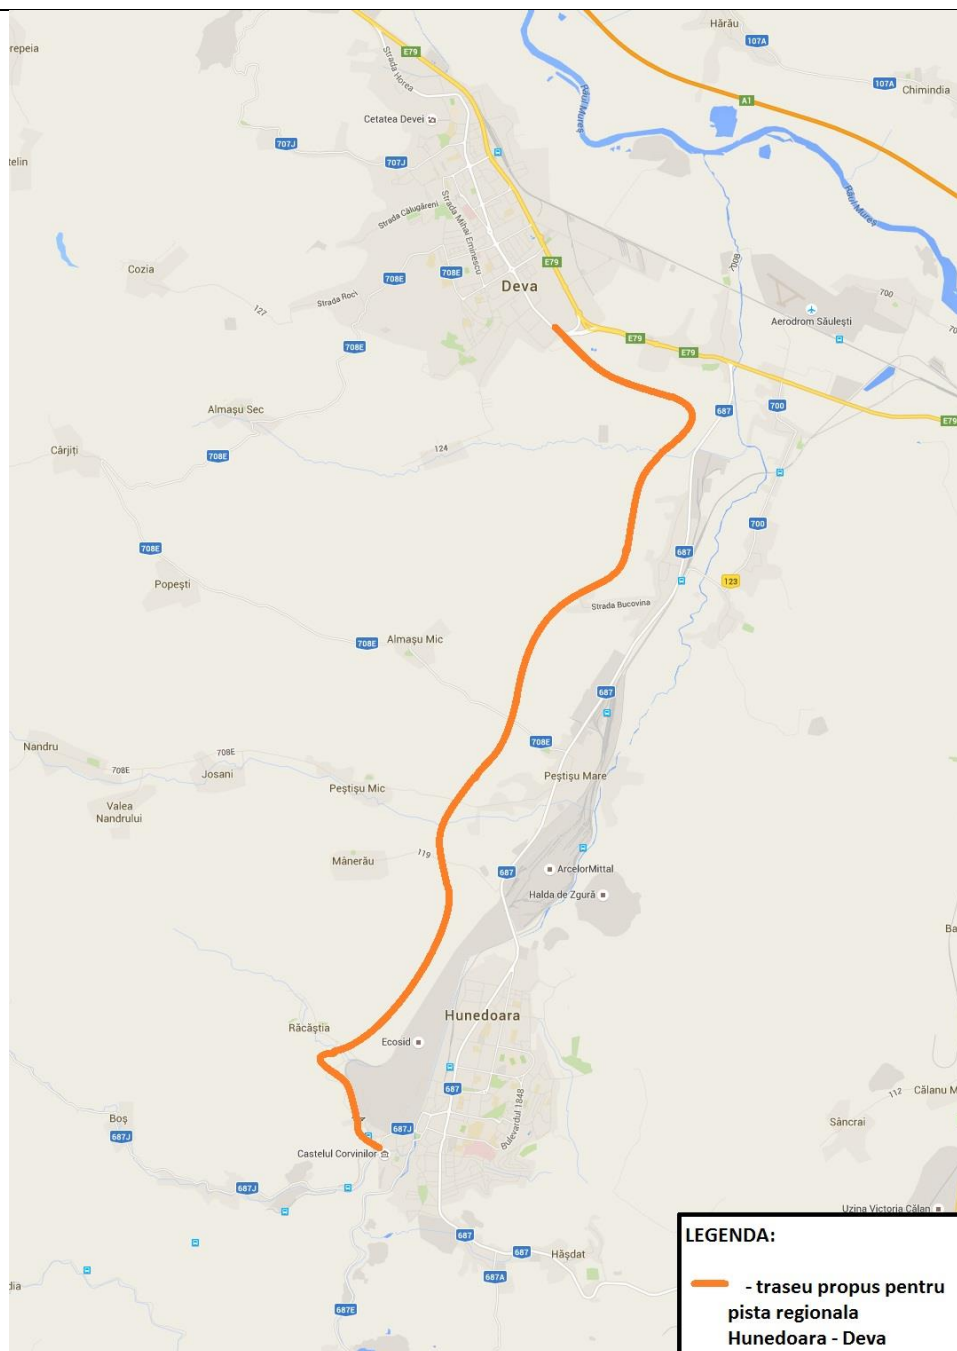 Hărău
107A
E79
Strada Horea
107A
Chimindia
A1
Râul Mureș
Cetatea Devei
707J
707J
Strada Călugăreni
Strada Mihai Eminescu
Râul Mureș
Cozia
708E
708E
E79
7008
700
Strada Roci
127
Deva
Aerodrom Săulești
708E
E79
E79
Almașu Sec
687
700
E79
Cârjiți
708E
124
700
708E
687
Popești
123
Strada Bucovina
Almașu Mic
708E
687
Nandru
708E
708E
708E
Josani
Peștișu Mare
Peștișu Mic
Valea
Nandrului
119
Mânerău
687
ArcelorMittal
Halda de Zgură
Hunedoara
Răcăștia
Ecosid
687
112
Călanu M
Bulevardul 1848
Boș
687J
687J
Sâncrai
Castelul Corvinilor
687J
Uzina Victoria Călan
687
687
Hășdat
687A
687E
LEGENDA:
- traseu propus pentru
pista regionala
Hunedoara - Deva